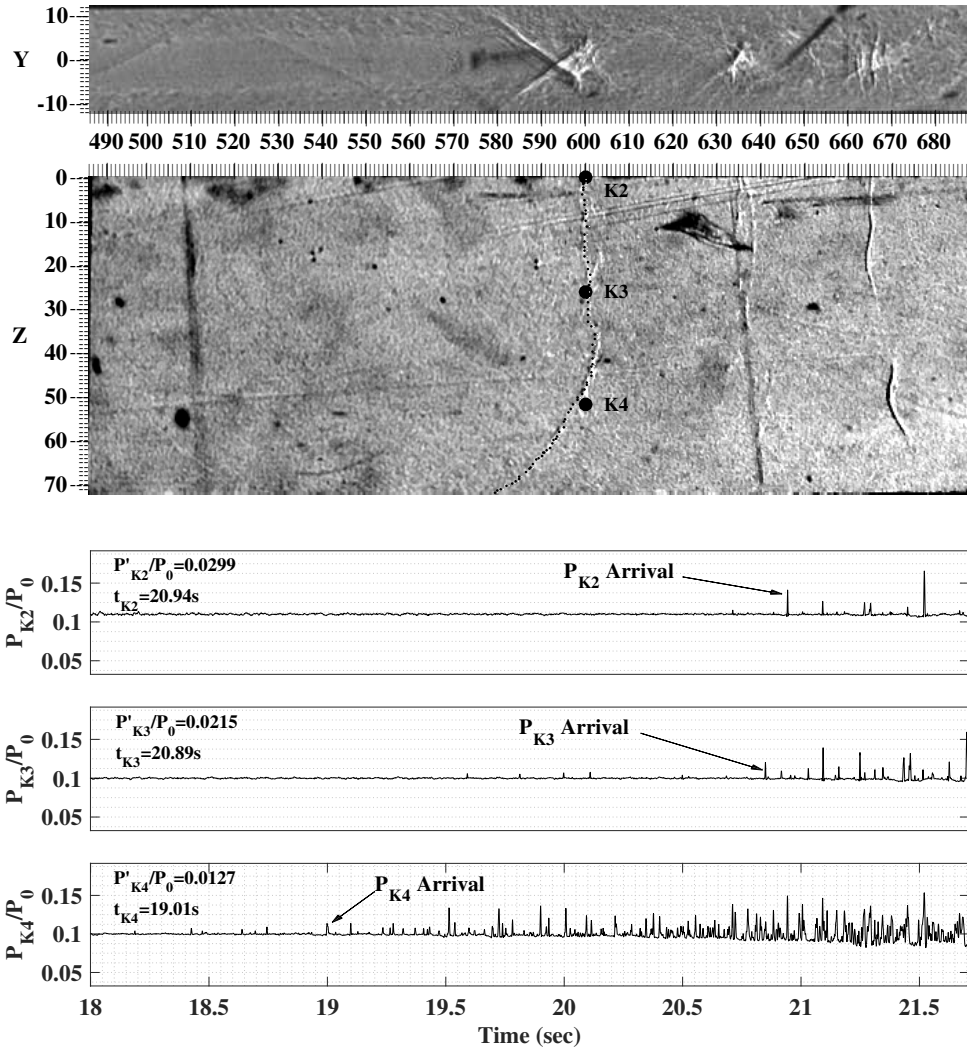 10
Y 0
-10
490 500 510 520 530 540 550 560 570 580 590 600 610 620 630 640 650 660 670 680
0
K2
10
20
K3
30
Z
40
50
K4
60
70
P'K2/P0=0.0299
tK2=20.94s
PK2 Arrival
0.15
0.1
0.05
PK2/P0
P'K3/P0=0.0215
tK3=20.89s
PK3 Arrival
0.15
0.1
0.05
PK3/P0
P'K4/P0=0.0127
tK4=19.01s
PK4 Arrival
0.15
0.1
0.05
PK4/P0
18 18.5 19 19.5 20 20.5 21 21.5
Time (sec)